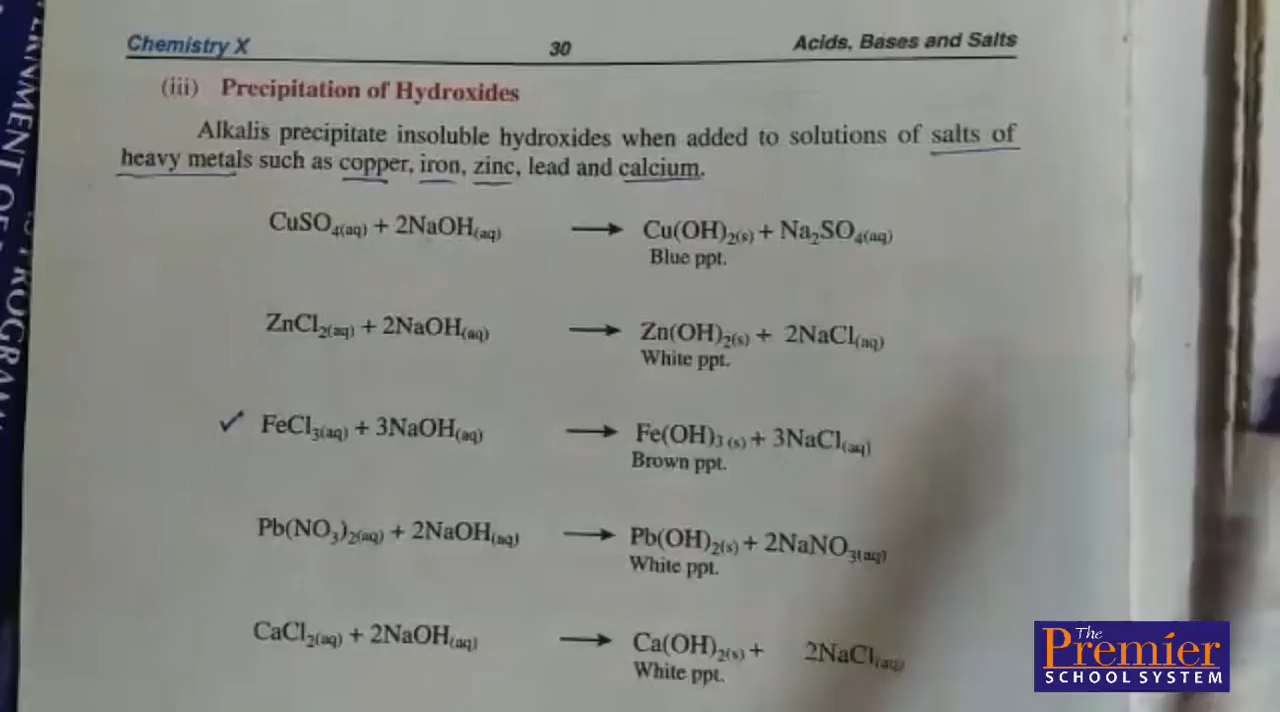 Chemistry X 30 Acids, Bases and Salts
(iii) Precipitation of Hydroxides
Alkalis precipitate insoluble hydroxides when added to solutions of salts of
heavy metals such as copper, iron, zinc, lead and calcium.
CuSO₄(aq) + 2NaOH(aq) ⟶ Cu(OH)₂(s) + Na₂SO₄(aq)
Blue ppt.
ZnCl₂(aq) + 2NaOH(aq) ⟶ Zn(OH)₂(s) + 2NaCl(aq)
White ppt.
✓ FeCl₃(aq) + 3NaOH(aq) ⟶ Fe(OH)₃(s) + 3NaCl(aq)
Brown ppt.
Pb(NO₃)₂(aq) + 2NaOH(aq) ⟶ Pb(OH)₂(s) + 2NaNO₃(aq)
White ppt.
CaCl₂(aq) + 2NaOH(aq) ⟶ Ca(OH)₂(s) + 2NaCl(aq)
White ppt.
The
Premier
SCHOOL SYSTEM